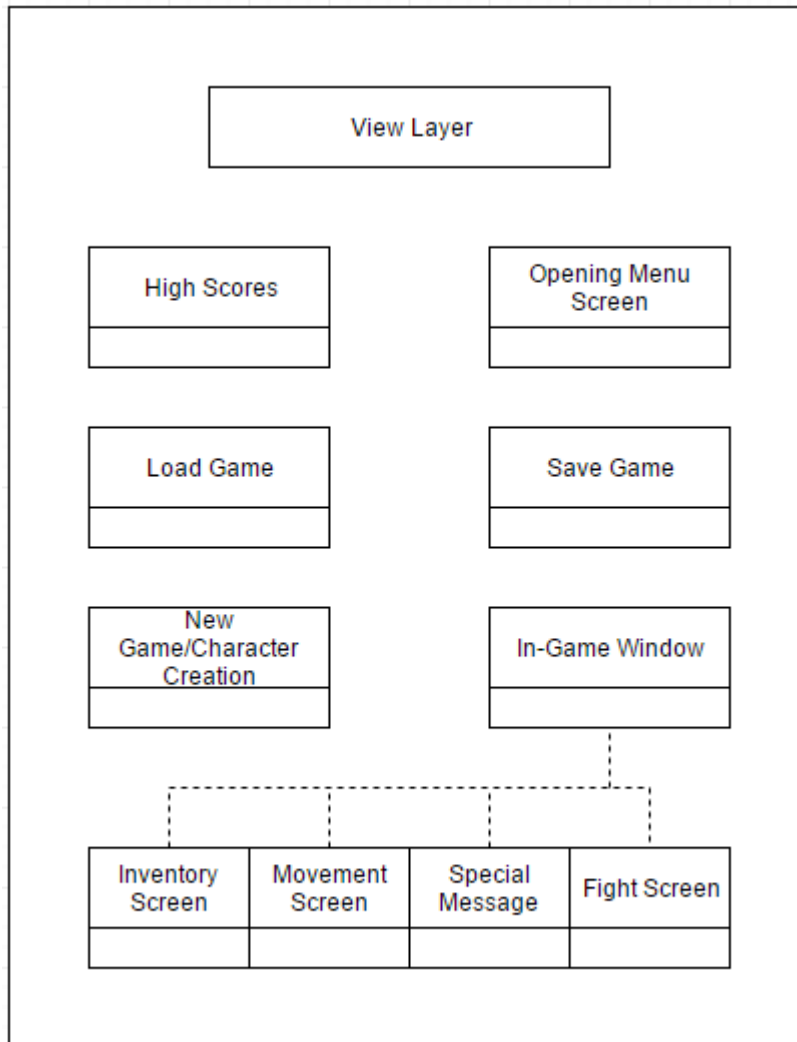 View Layer
High Scores
Opening Menu
Screen
Load Game
Save Game
New
Game/Character
Creation
In-Game Window
Inventory
Screen
Movement
Screen
Special
Message
Fight Screen